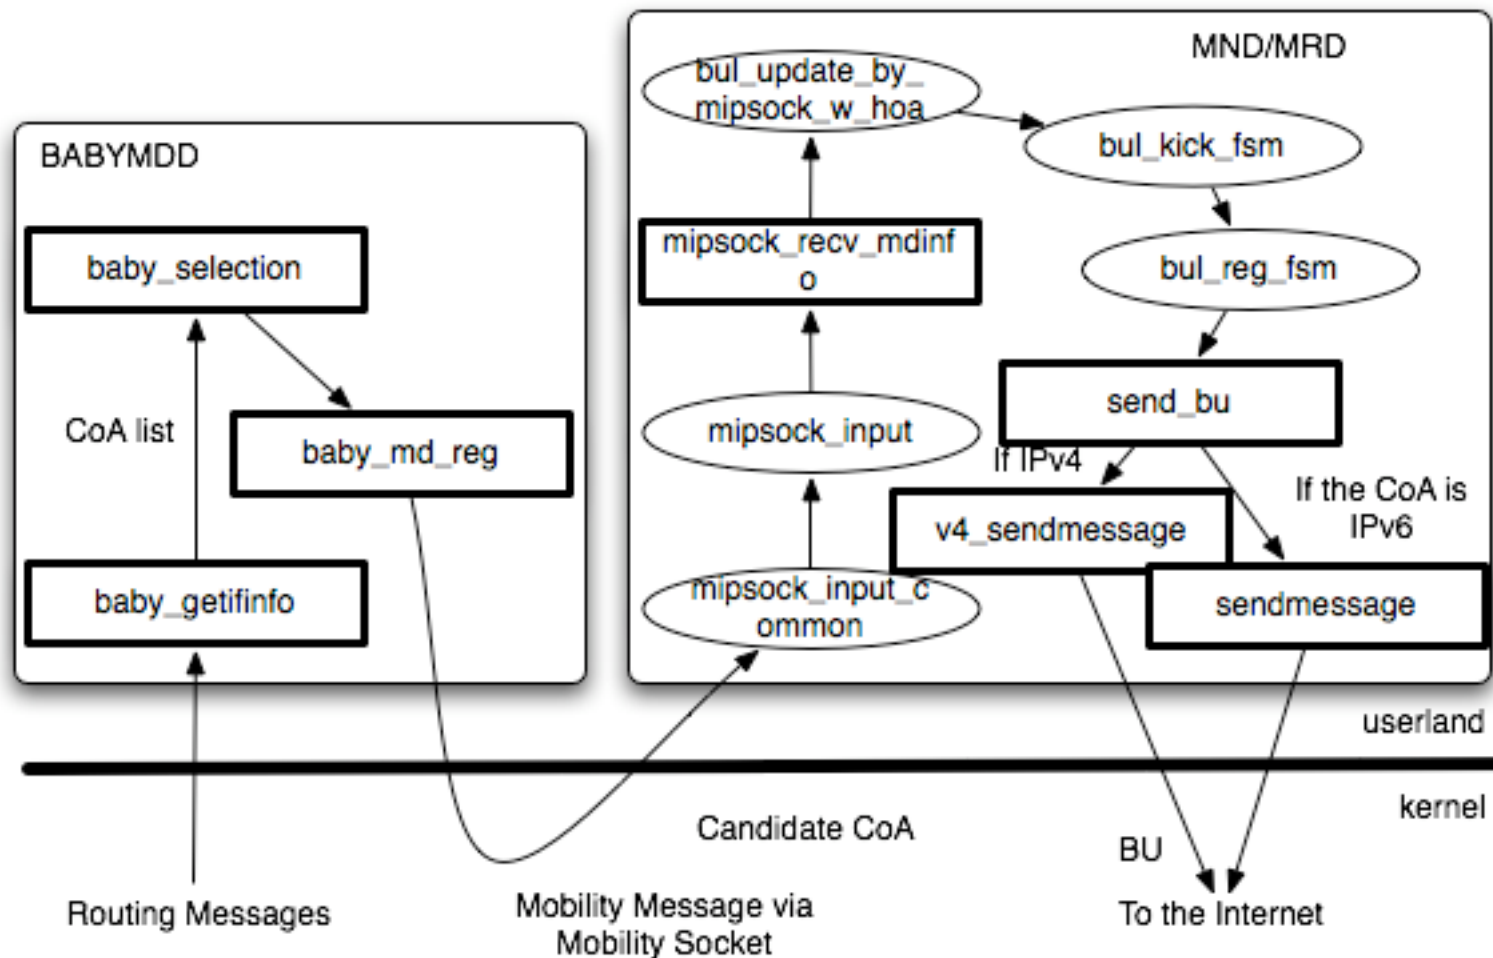 MND/MRD
bul_update_by_
mipsock_w_hoa
bul_kick_fsm
BABYMDD
baby_selection
mipsock_recv_mdinf
o
bul_reg_fsm
send_bu
CoA list
baby_md_reg
mipsock_input
If IPv4
If the CoA is
IPv6
v4_sendmessage
baby_getifinfo
mipsock_input_c
ommon
sendmessage
userland
kernel
Candidate CoA
BU
Routing Messages
Mobility Message via
Mobility Socket
To the Internet